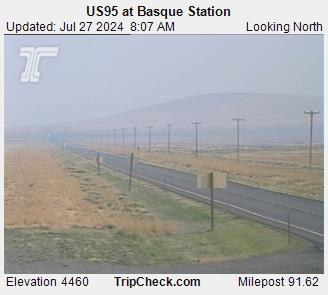 US95 at Basque Station
Updated: Jul 27 2024 8:07 AM Looking North
Elevation 4460 TripCheck.com Milepost 91.62